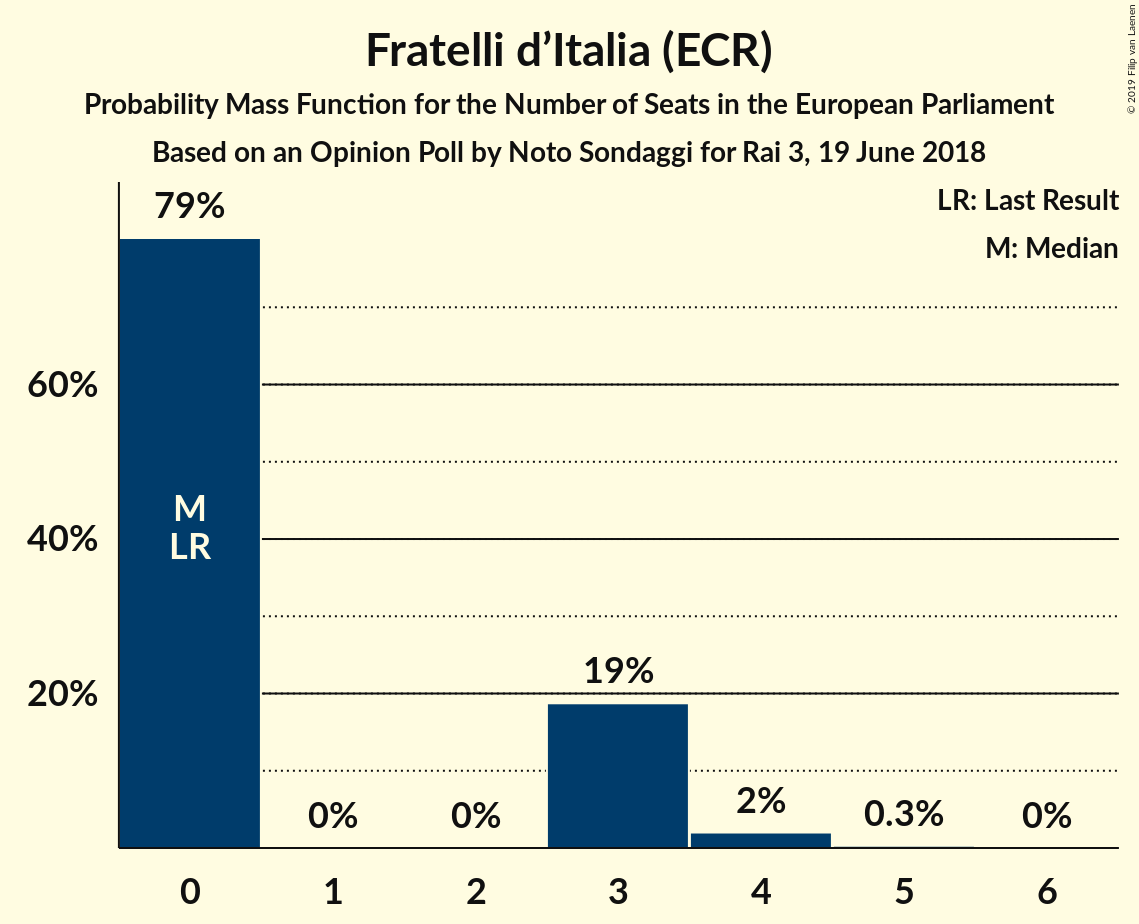 Fratelli d’Italia (ECR)
Probability Mass Function for the Number of Seats in the European Parliament
Based on an Opinion Poll by Noto Sondaggi for Rai 3, 19 June 2018
© 2019 Filip van Laenen
LR: Last Result
M: Median
79%
60%
40%
20%
M
LR
0%
0%
19%
2%
0.3%
0%
0
1
2
3
4
5
6